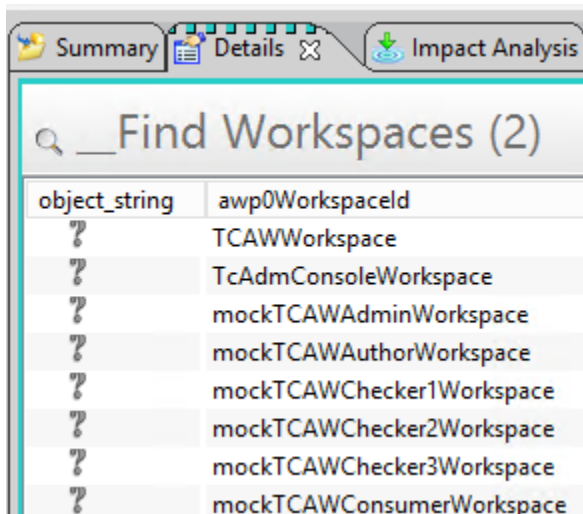 Summary Details Impact Analysis
__Find Workspaces (2)
object_string awp0WorkspaceId
TCAWWorkspace
TcAdmConsoleWorkspace
mockTCAWAdminWorkspace
mockTCAWAuthorWorkspace
mockTCAWChecker1Workspace
mockTCAWChecker2Workspace
mockTCAWChecker3Workspace
mockTCAWConsumerWorkspace